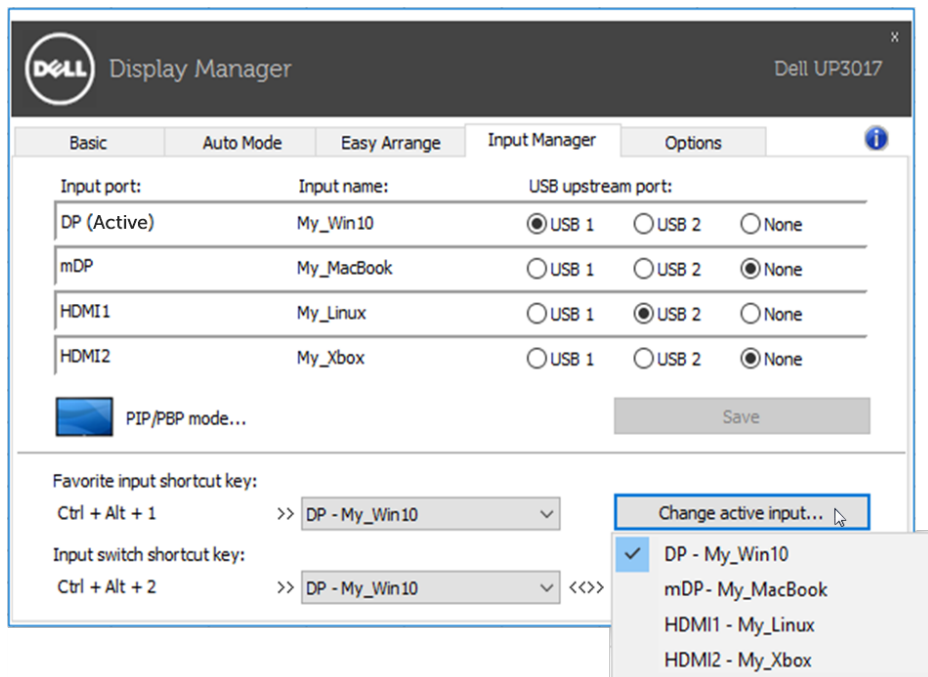 x
DELL Display Manager Dell UP3017
Basic Auto Mode Easy Arrange Input Manager Options i
Input port: Input name: USB upstream port:
DP (Active) My_Win10 USB 1 USB 2 None
mDP My_MacBook USB 1 USB 2 None
HDMI1 My_Linux USB 1 USB 2 None
HDMI2 My_Xbox USB 1 USB 2 None
PIP/PBP mode... Save
Favorite input shortcut key:
Ctrl + Alt + 1 >> DP - My_Win10 Change active input...
Input switch shortcut key:
Ctrl + Alt + 2 >> DP - My_Win10 <<>>
DP - My_Win10
mDP- My_MacBook
HDMI1 - My_Linux
HDMI2 - My_Xbox